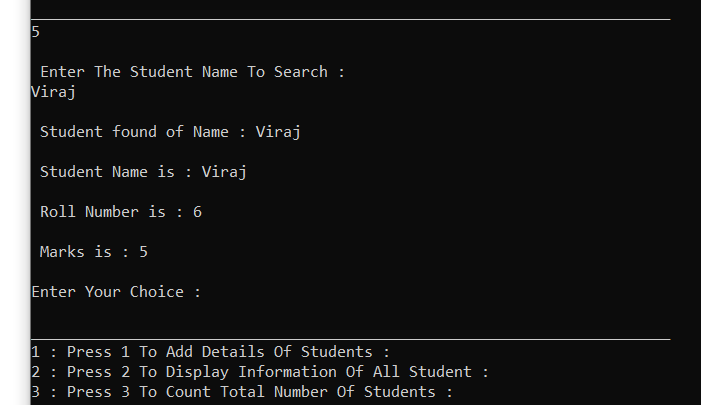 5
Enter The Student Name To Search :
Viraj
Student found of Name : Viraj
Student Name is : Viraj
Roll Number is : 6
Marks is : 5
Enter Your Choice :
1 : Press 1 To Add Details Of Students :
2 : Press 2 To Display Information Of All Student :
3 : Press 3 To Count Total Number Of Students :